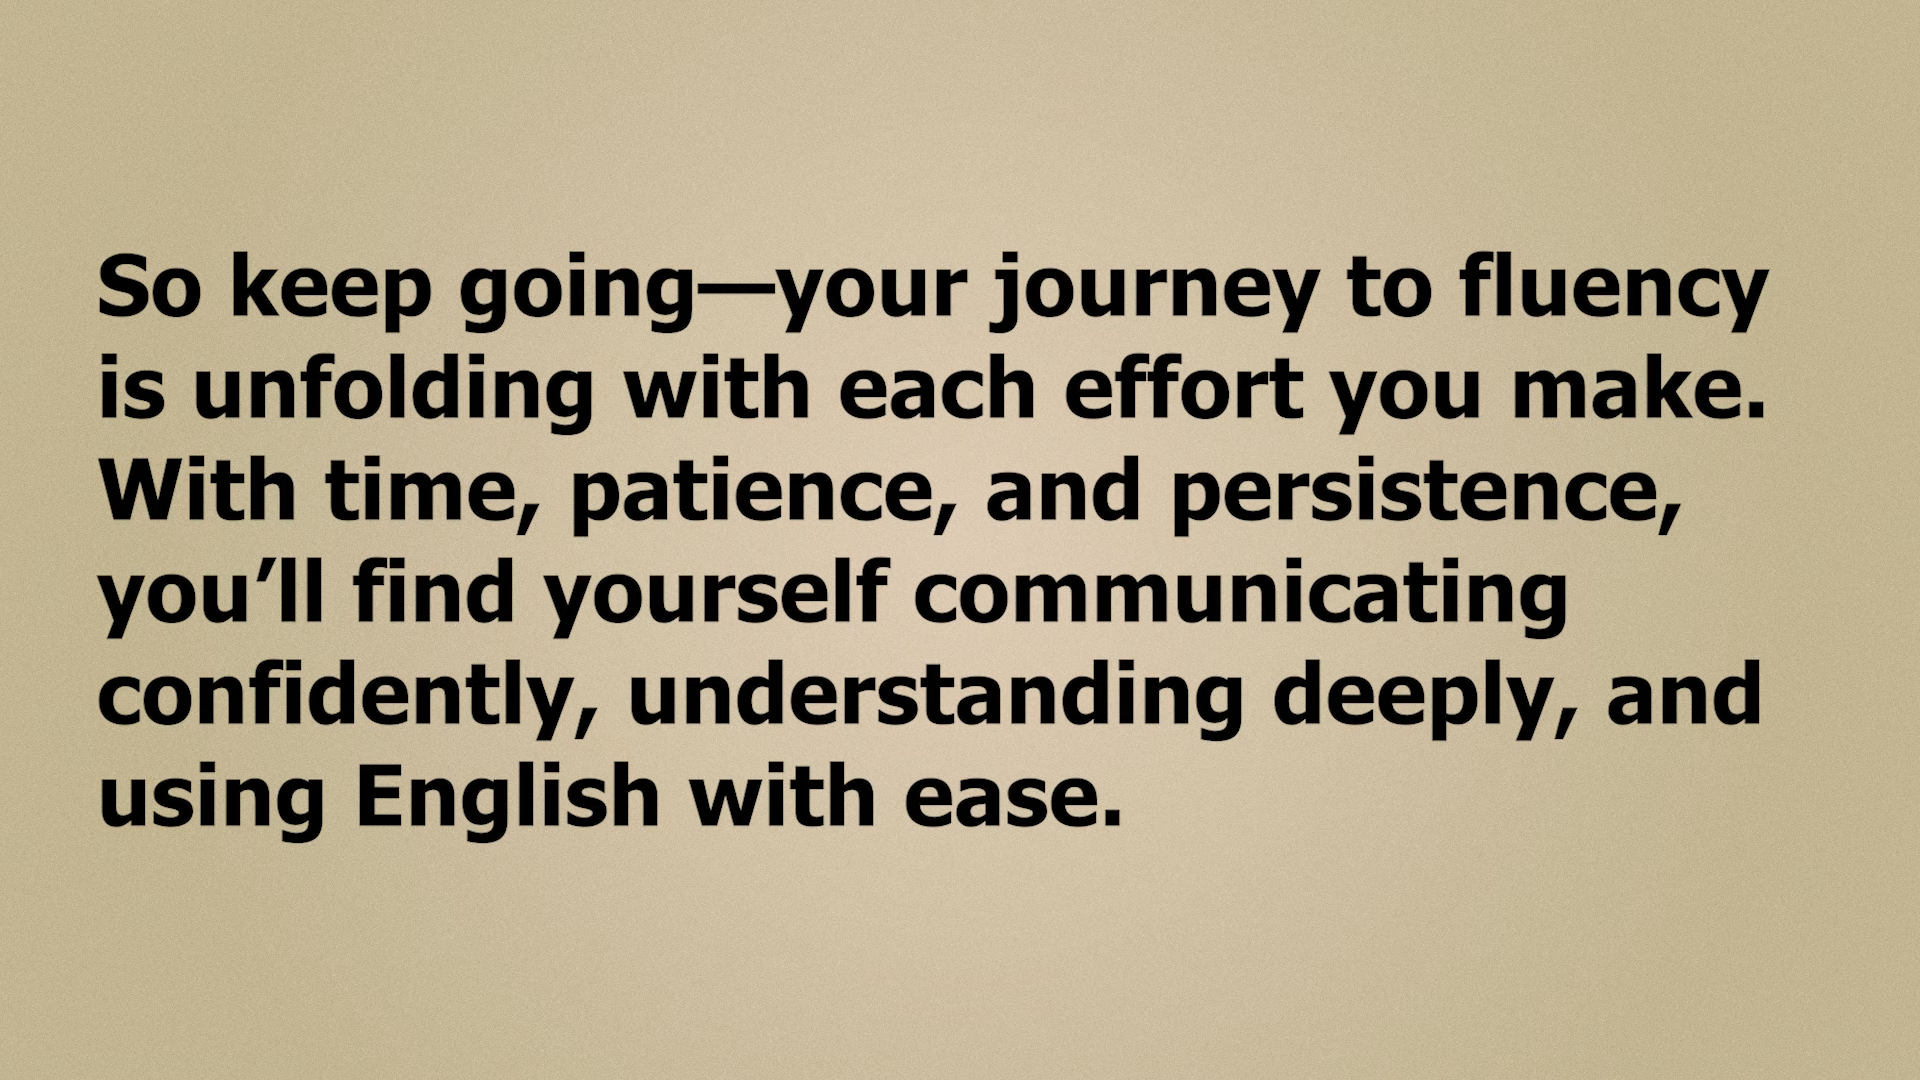 So keep going—your journey to fluency
is unfolding with each effort you make.
With time, patience, and persistence,
you’ll find yourself communicating
confidently, understanding deeply, and
using English with ease.